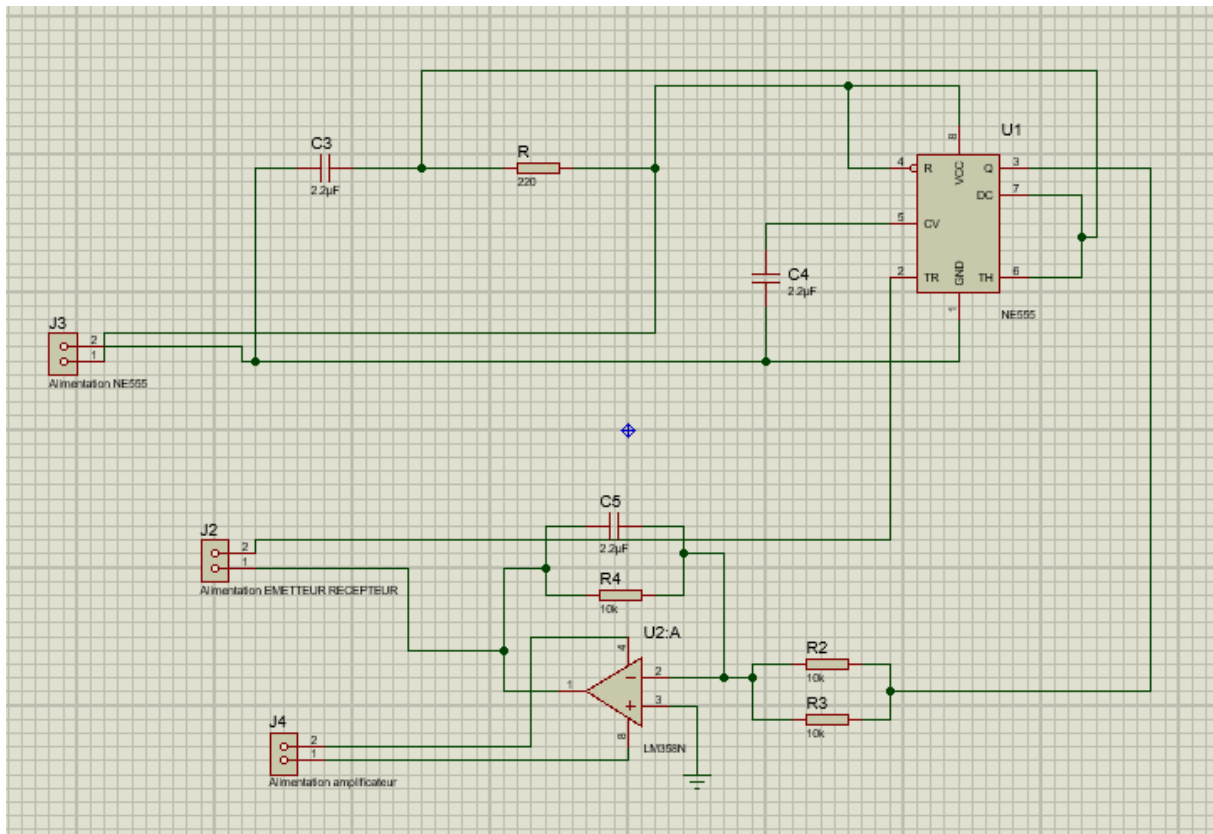 C3
2.2µF
R
220
U1
8
VCC
4
R
Q
3
DC
7
5
CV
2
TR
GND
TH
6
1
NE555
C4
2.2µF
J3
2
1
Alimentation NE555
C5
2.2µF
J2
2
1
Alimentation EMETTEUR RECEPTEUR
R4
10k
U2:A
4
1
2
3
8
LM358N
R2
10k
R3
10k
J4
2
1
Alimentation amplificateur